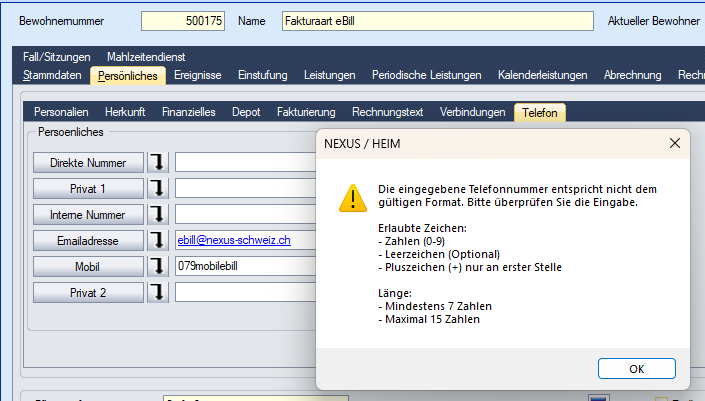 Bewohnernummer 500175 Name Fakturaart eBill Aktueller Bewohner
Fall/Sitzungen Mahlzeitendienst
Stammdaten Persönliches Ereignisse Einstufung Leistungen Periodische Leistungen Kalenderleistungen Abrechnung
Personalien Herkunft Finanzielles Depot Fakturierung Rechnungstext Verbindungen Telefon
Persoenliches
Direkte Nummer
Privat 1
Interne Nummer
Emailadresse ebill@nexus-schweiz.ch
Mobil 079mobilebill
Privat 2
NEXUS / HEIM
Die eingegebene Telefonnummer entspricht nicht dem
gültigen Format. Bitte überprüfen Sie die Eingabe.
Erlaubte Zeichen:
- Zahlen (0-9)
- Leerzeichen (Optional)
- Pluszeichen (+) nur an erster Stelle
Länge:
- Mindestens 7 Zahlen
- Maximal 15 Zahlen
OK